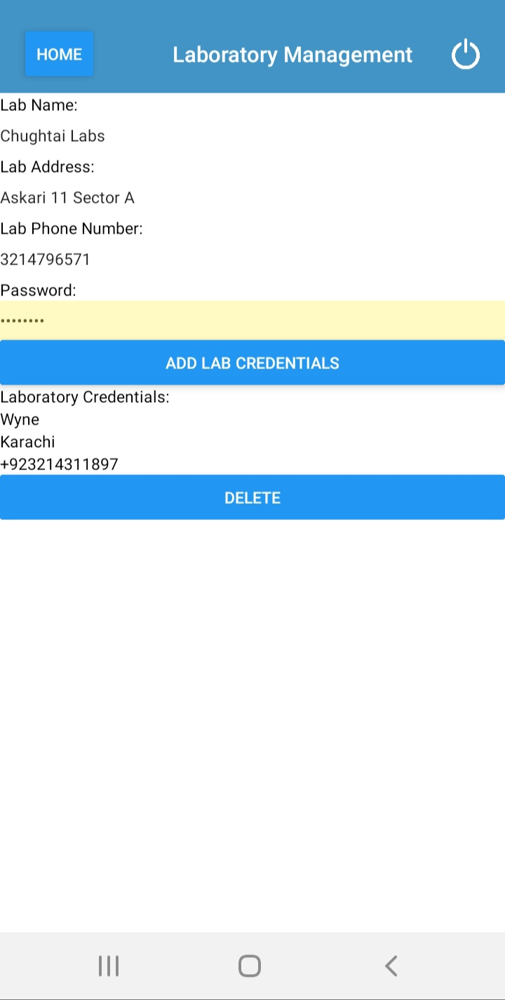 HOME
Laboratory Management
Lab Name:
Chughtai Labs
Lab Address:
Askari 11 Sector A
Lab Phone Number:
3214796571
Password:
••••••••
ADD LAB CREDENTIALS
Laboratory Credentials:
Wyne
Karachi
+923214311897
DELETE